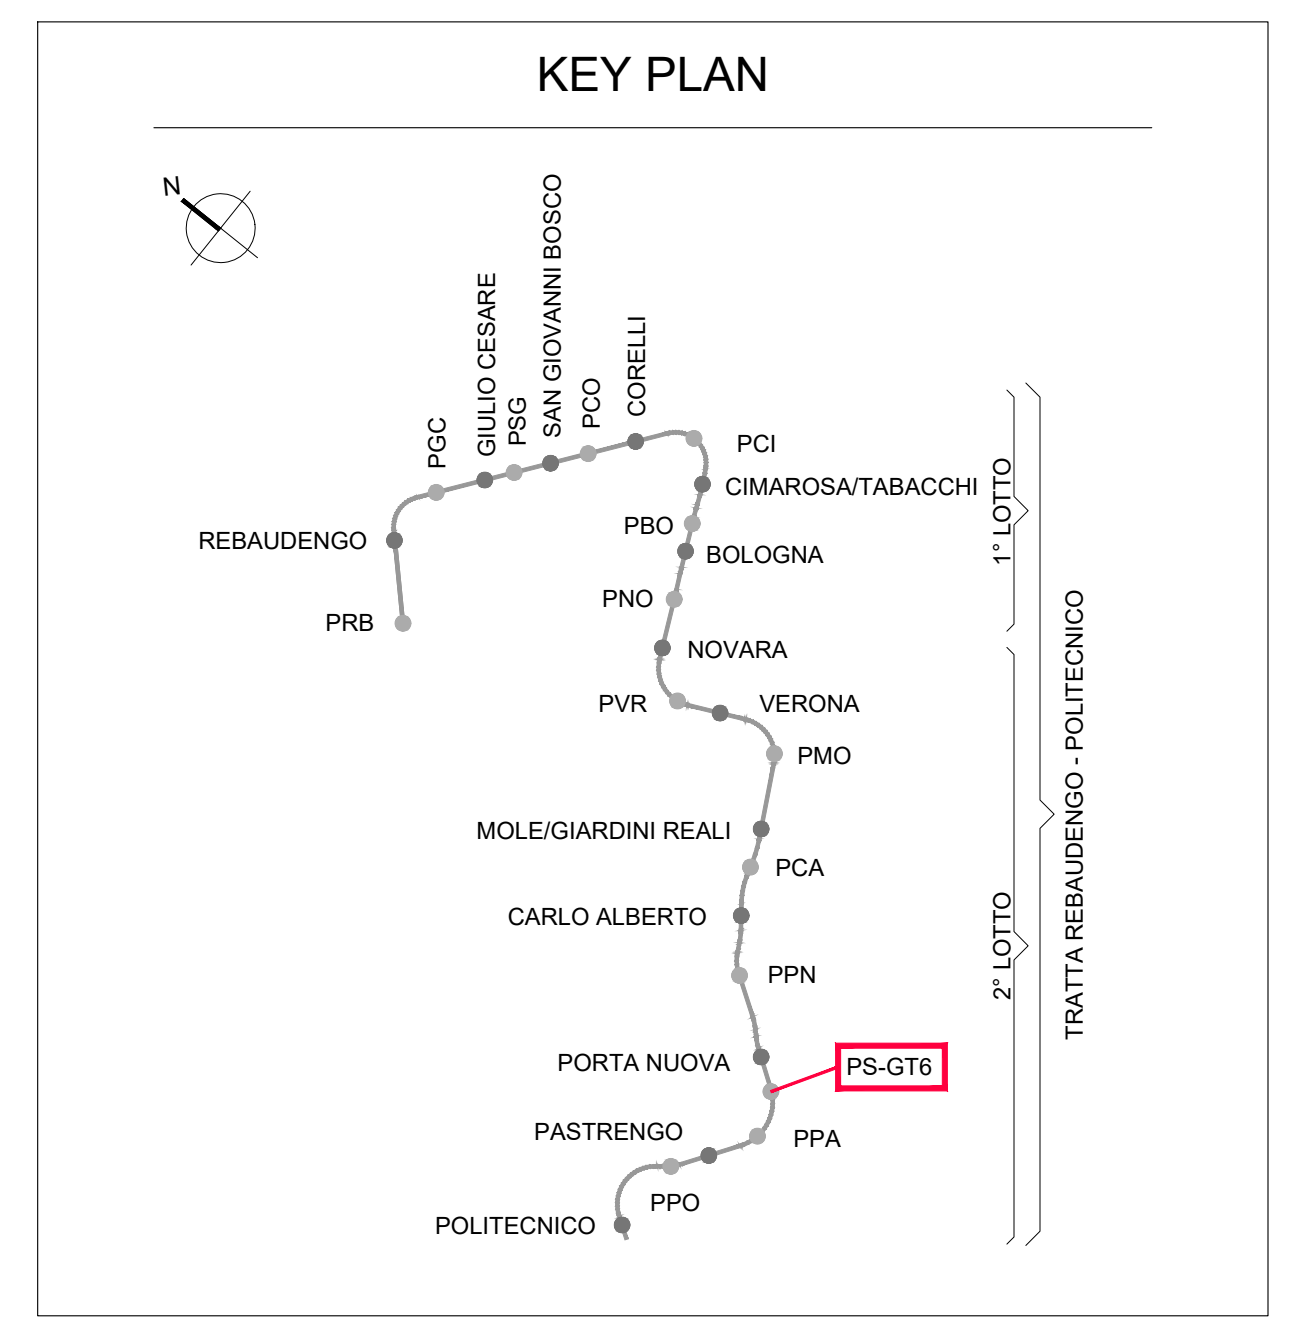 KEY PLAN
N
PGC
GIULIO CESARE
PSG
SAN GIOVANNI BOSCO
PCO
CORELLI
PCI
CIMAROSA/TABACCHI
PBO
REBAUDENGO
BOLOGNA
PNO
PRB
NOVARA
PVR
VERONA
PMO
MOLE/GIARDINI REALI
PCA
CARLO ALBERTO
PPN
PORTA NUOVA
PS-GT6
PASTRENGO
PPA
PPO
POLITECNICO
1° LOTTO
2° LOTTO
TRATTA REBAUDENGO - POLITECNICO